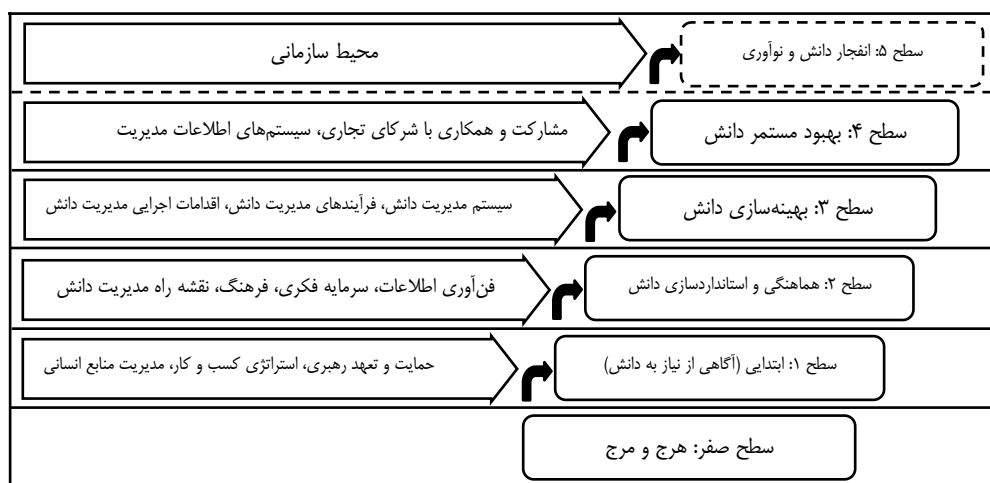 سطح ۵: انفجار دانش و نوآوری
محیط سازمانی
سطح ۴: بهبود مستمر دانش
مشارکت و همکاری با شرکای تجاری، سیستم‌های اطلاعات مدیریت
سطح ۳: بهینه‌سازی دانش
سیستم مدیریت دانش، فرآیندهای مدیریت دانش، اقدامات اجرایی مدیریت دانش
سطح ۲: هماهنگی و استانداردسازی دانش
فن‌آوری اطلاعات، سرمایه فکری، فرهنگ، نقشه راه مدیریت دانش
سطح ۱: ابتدایی (آگاهی از نیاز به دانش)
حمایت و تعهد رهبری، استراتژی کسب و کار، مدیریت منابع انسانی
سطح صفر: هرج و مرج